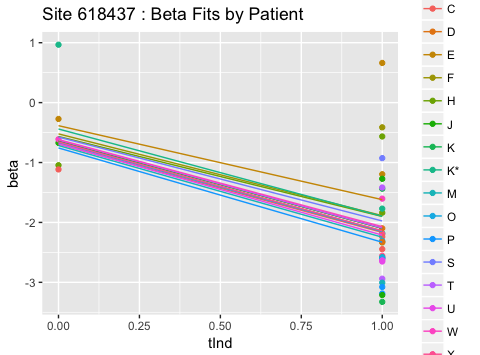 Site 618437 : Beta Fits by Patient
1
0
-1
-2
-3
beta
0.00 0.25 0.50 0.75 1.00
tInd
C
D
E
F
H
J
K
K*
M
O
P
S
T
U
W